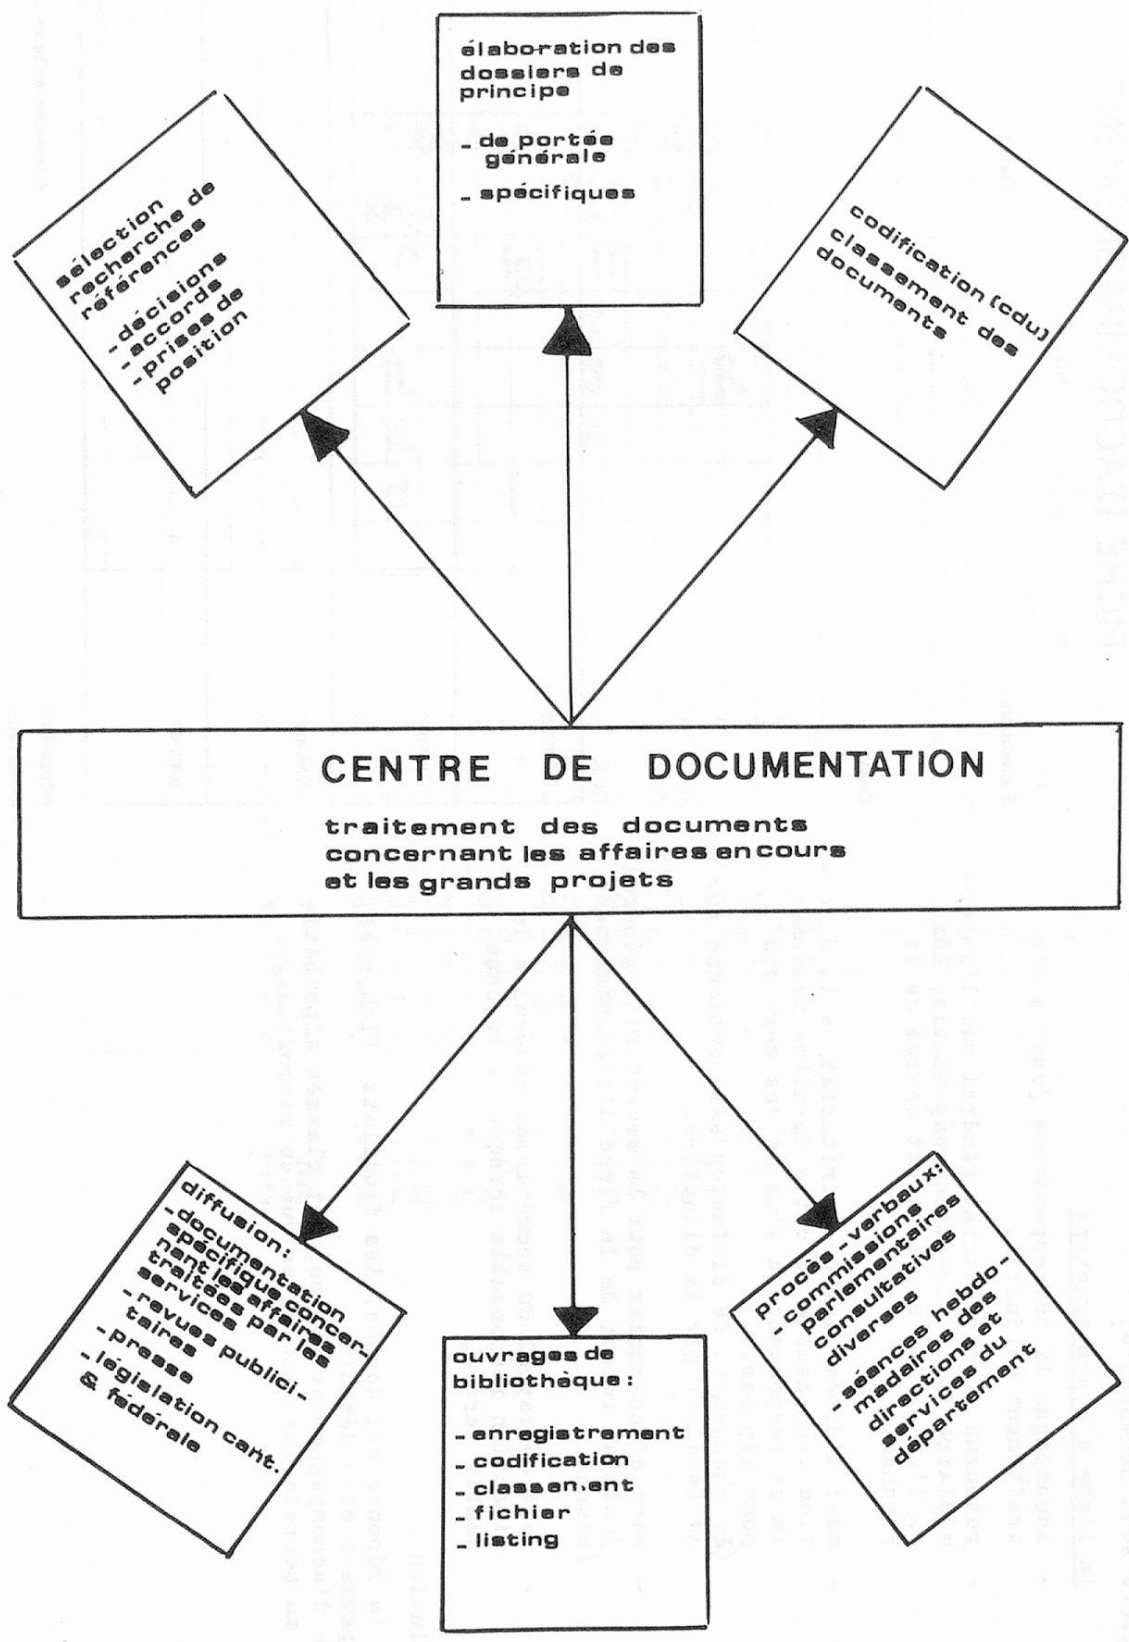 élaboration des
dossiers de
principe
- de portée
générale
- spécifiques
sélection
recherche de
références
- décisions
- accords
- prises de
position
codification (cdu)
classement des
documents
CENTRE DE DOCUMENTATION
traitement des documents
concernant les affaires en cours
et les grands projets
diffusion:
- documentation
spécifique concer-
nant les affaires
traitées par les
services
- revues publici-
taires
- presse
- législation cant.
& fédérale
ouvrages de
bibliothèque:
- enregistrement
- codification
- classement
- fichier
- listing
procès-verbaux:
- commissions
parlementaires
consultatives
diverses
- séances hebdo-
madaires des
directions et
services du
département